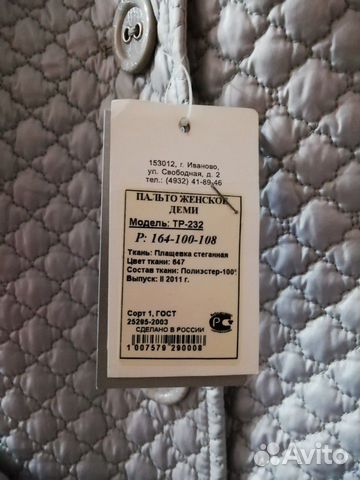 153012, г. Иваново,
ул. Свободная, д. 2
тел.: (4932) 41-89-46
ПАЛЬТО ЖЕНСКОЕ
ДЕМИ
Модель: ТР-232
Р: 164-100-108
Ткань: Плащевка стеганная
Цвет ткани: 647
Состав ткани: Полиэстер-100°
Выпуск: II 2011 г.
Сорт 1, ГОСТ
25295-2003
СДЕЛАНО В РОССИИ
1 007579 290008
Avito